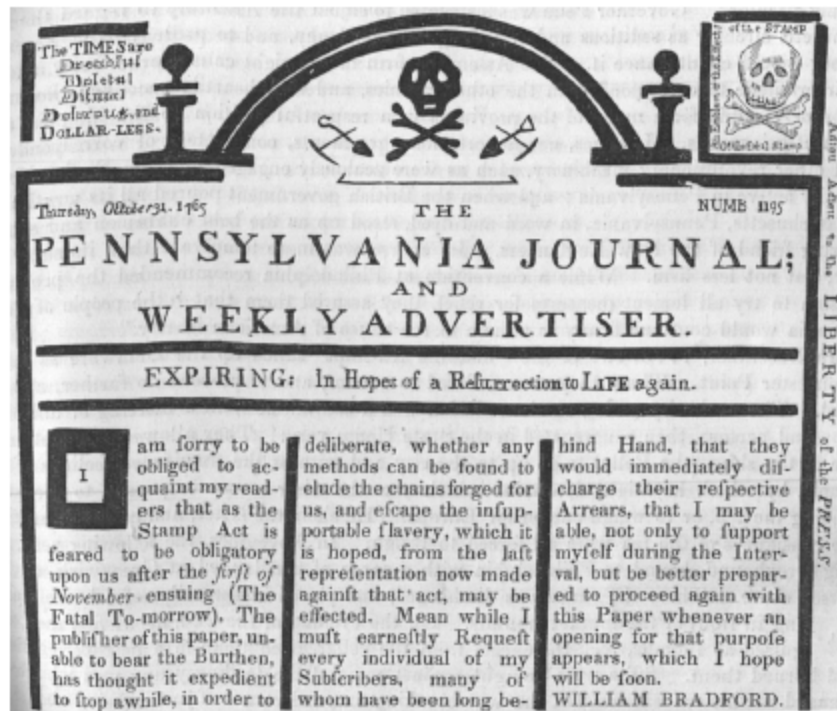 The TIMES are
Dreadful
Dismal
Dolorous, and
DOLLAR-LESS.
of the STAMP
Thursday, October 31, 1765
THE
NUMB. 1195
PENNSYLVANIA JOURNAL;
AND
WEEKLY ADVERTISER.
EXPIRING: In Hopes of a Reſurrection to LIFE again.
I am ſorry to be
obliged to ac-
quaint my read-
ers that as the
Stamp Act is
feared to be obligatory
upon us after the firſt of
November enſuing (The
Fatal To-morrow), The
publiſher of this paper, un-
able to bear the Burthen,
has thought it expedient
to ſtop awhile, in order to
deliberate, whether any
methods can be found to
elude the chains forged for
us, and eſcape the inſup-
portable ſlavery, which it
is hoped, from the laſt
repreſentation now made
againſt that act, may be
effected. Mean while I
muſt earneſtly Requeſt
every individual of my
Subſcribers, many of
whom have been long be-
hind Hand, that they
would immediately diſ-
charge their reſpective
Arrears, that I may be
able, not only to ſupport
myſelf during the Inter-
val, but be better prepar-
ed to proceed again with
this Paper whenever an
opening for that purpoſe
appears, which I hope
will be ſoon.
WILLIAM BRADFORD.
Adieu Adieu to the LIBERTY of the PRESS.